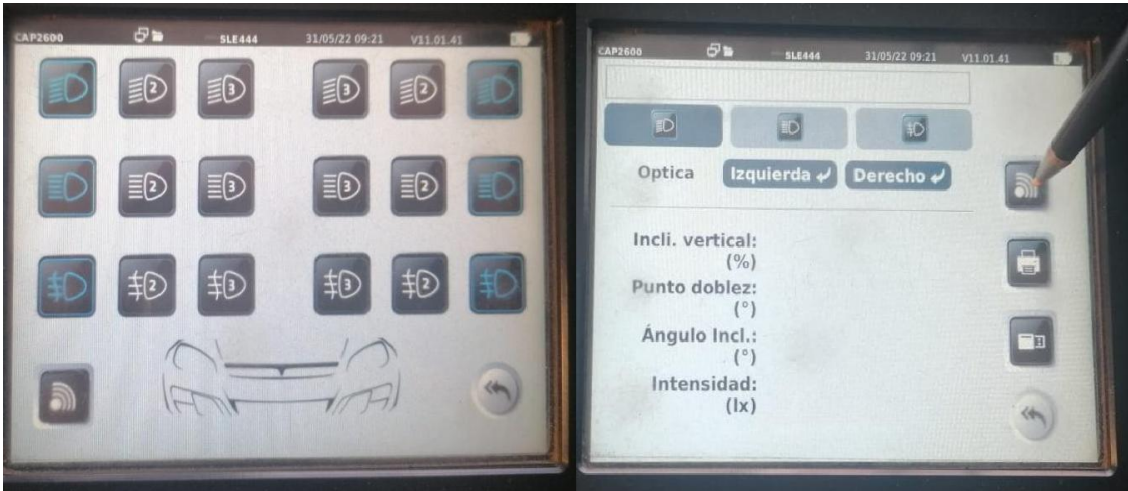 CAP2600 SLE444 31/05/22 09:21 V11.01.41
2 3 3 2
2 3 3 2
2 3 3 2
CAP2600 SLE444 31/05/22 09:21 V11.01.41
Optica Izquierda Derecho
Incli. vertical:
(%)
Punto doblez:
(°)
Ángulo Incl.:
(°)
Intensidad:
(lx)